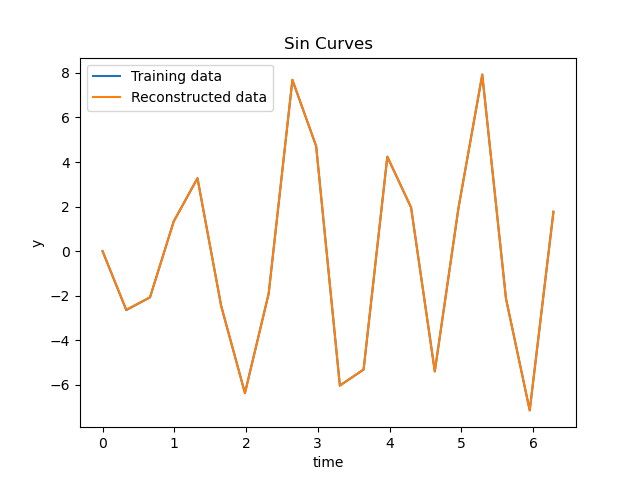 Sin Curves
Training data
Reconstructed data
8
6
4
2
0
−2
−4
−6
y
0 1 2 3 4 5 6
time